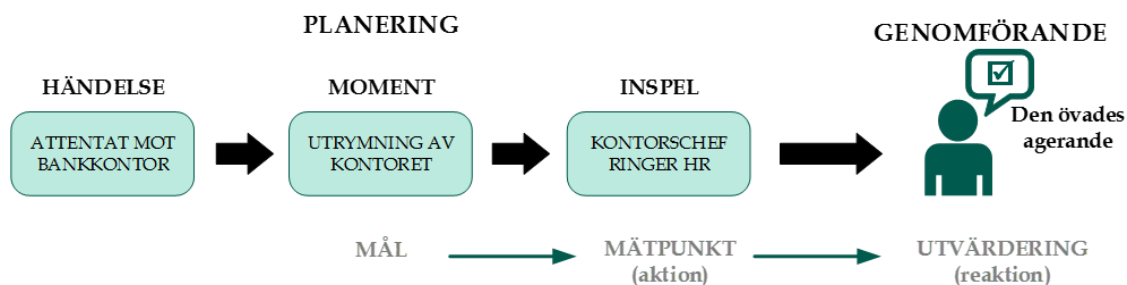 PLANERING
GENOMFÖRANDE
HÄNDELSE
MOMENT
INSPEL
ATTENTAT MOT
BANKKONTOR
UTRYMNING AV
KONTORET
KONTORSCHEF
RINGER HR
Den övades
agerande
MÅL
MÄTPUNKT
(aktion)
UTVÄRDERING
(reaktion)